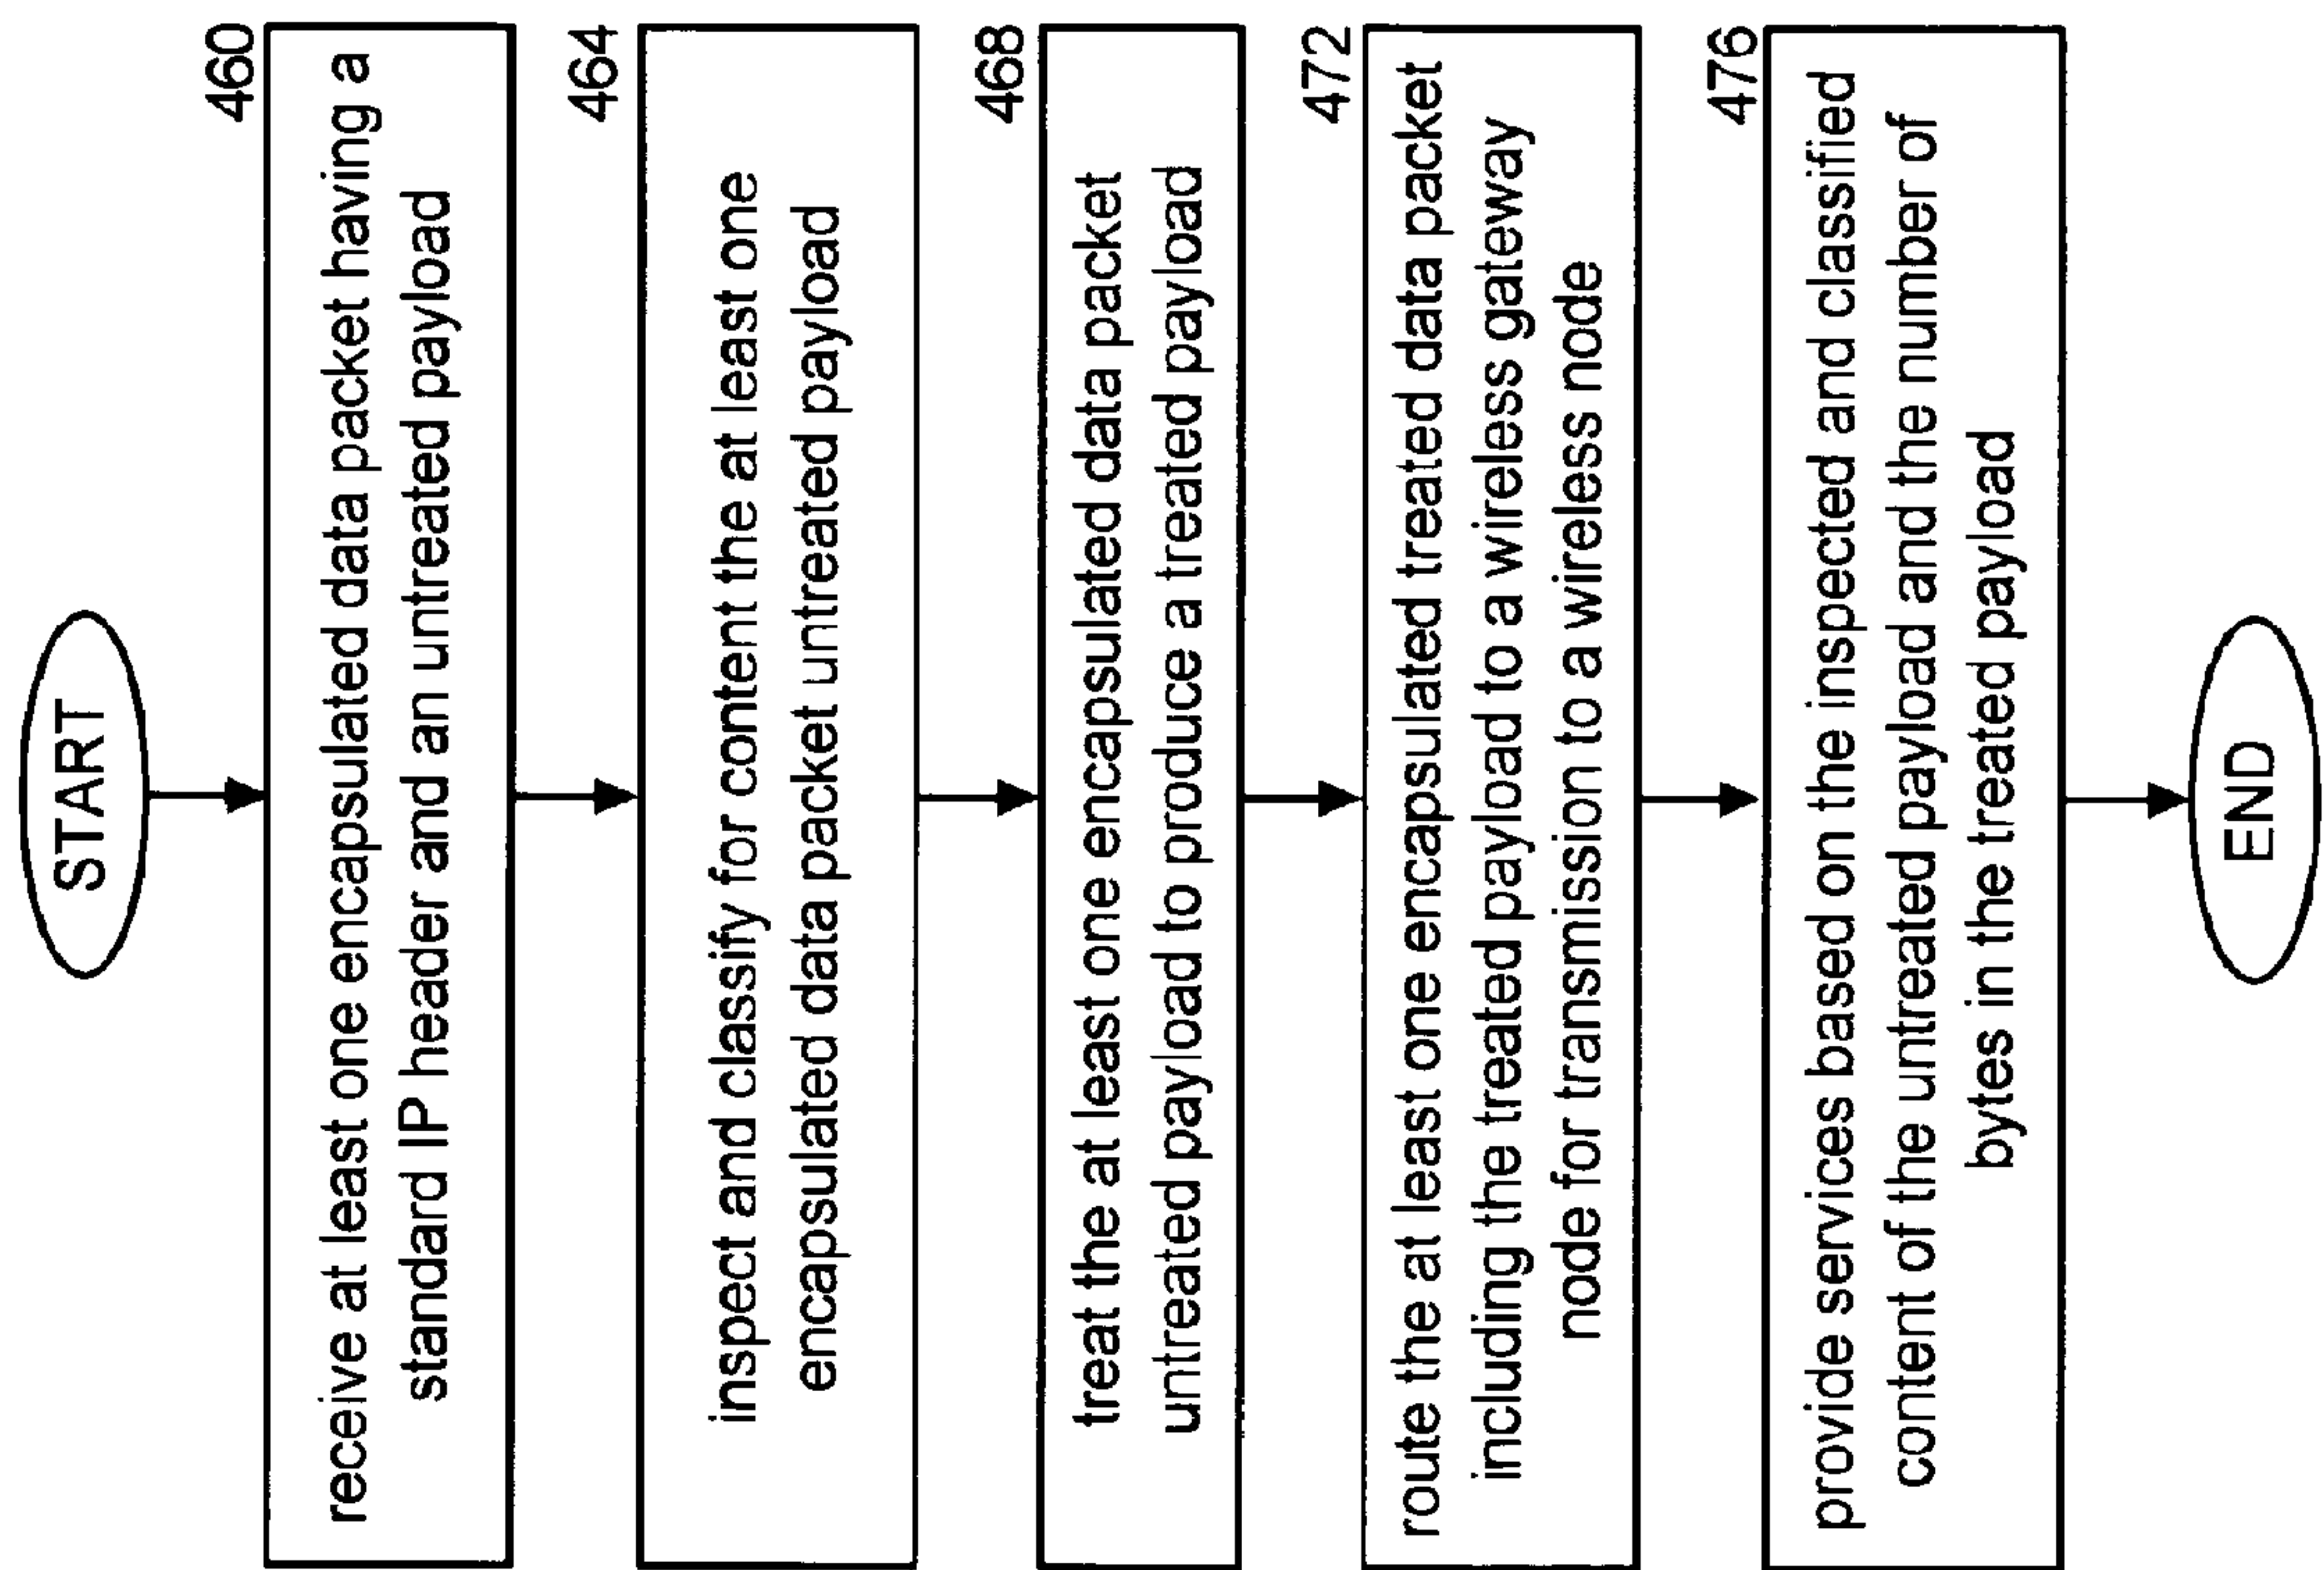 START
460
receive at least one encapsulated data packet having a
standard IP header and an untreated payload
464
inspect and classify for content the at least one
encapsulated data packet untreated payload
468
treat the at least one encapsulated data packet
untreated payload to produce a treated payload
472
route the at least one encapsulated treated data packet
including the treated payload to a wireless gateway
node for transmission to a wireless node
476
provide services based on the inspected and classified
content of the untreated payload and the number of
bytes in the treated payload
END